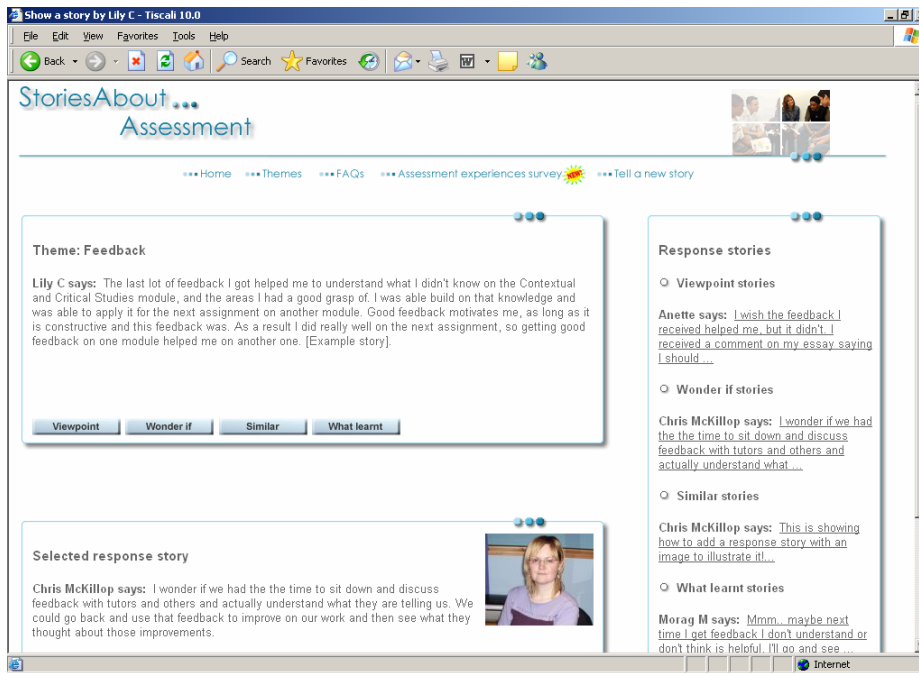 Show a story by Lily C - Tiscali 10.0
File Edit View Favorites Tools Help
Back Search Favorites
StoriesAbout ...
Assessment
Home Themes FAQs Assessment experiences survey NEW! Tell a new story
Theme: Feedback
Lily C says: The last lot of feedback I got helped me to understand what I didn't know on the Contextual
and Critical Studies module, and the areas I had a good grasp of. I was able build on that knowledge and
was able to apply it for the next assignment on another module. Good feedback motivates me, as long as it
is constructive and this feedback was. As a result I did really well on the next assignment, so getting good
feedback on one module helped me on another one. [Example story].
Viewpoint Wonder if Similar What learnt
Selected response story
Chris McKillop says: I wonder if we had the the time to sit down and discuss
feedback with tutors and others and actually understand what they are telling us. We
could go back and use that feedback to improve on our work and then see what they
thought about those improvements.
Response stories
Viewpoint stories
Anette says: I wish the feedback I
received helped me, but it didn't. I
received a comment on my essay saying
I should ...
Wonder if stories
Chris McKillop says: I wonder if we had
the the time to sit down and discuss
feedback with tutors and others and
actually understand what ...
Similar stories
Chris McKillop says: This is showing
how to add a response story with an
image to illustrate it!...
What learnt stories
Morag M says: Mmm.. maybe next
time I get feedback I don't understand or
don't think is helpful, I'll go and see ...
Internet